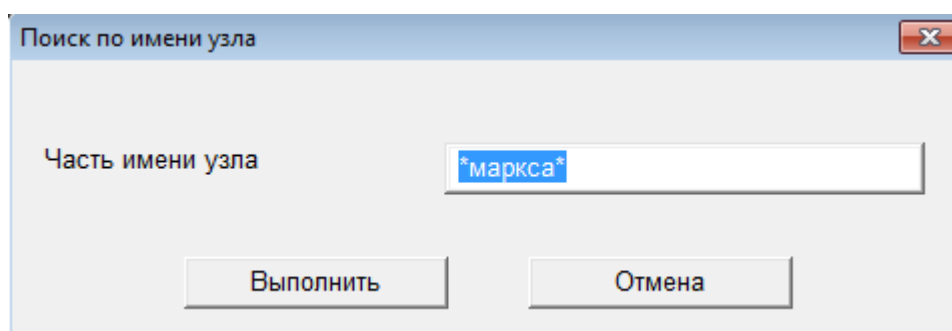 Поиск по имени узла
Часть имени узла *маркса*
Выполнить Отмена